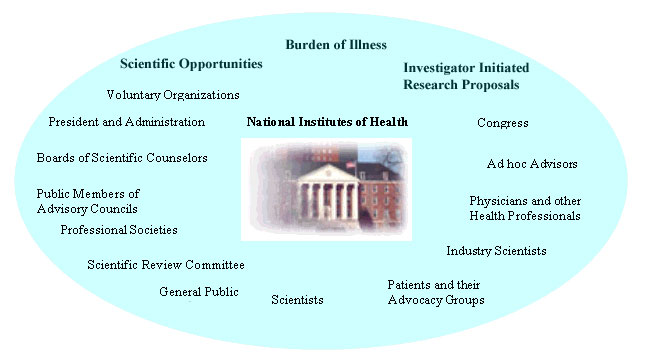 Burden of Illness
Scientific Opportunities
Investigator Initiated
Research Proposals
Voluntary Organizations
President and Administration
National Institutes of Health
Congress
Boards of Scientific Counselors
Ad hoc Advisors
Public Members of
Advisory Councils
Physicians and other
Health Professionals
Professional Societies
Industry Scientists
Scientific Review Committee
General Public
Scientists
Patients and their
Advocacy Groups